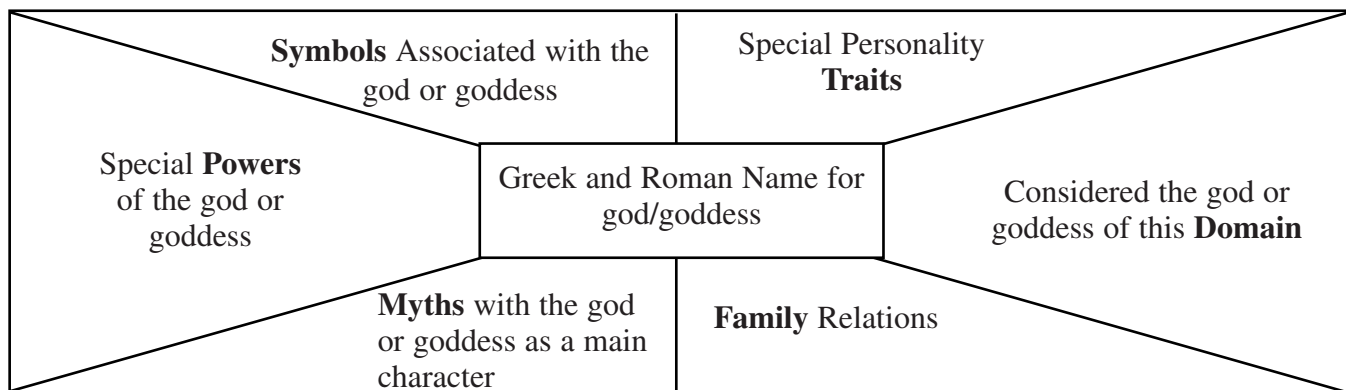 Symbols Associated with the
god or goddess
Special Personality
Traits
Special Powers
of the god or
goddess
Greek and Roman Name for
god/goddess
Considered the god or
goddess of this Domain
Myths with the god
or goddess as a main
character
Family Relations